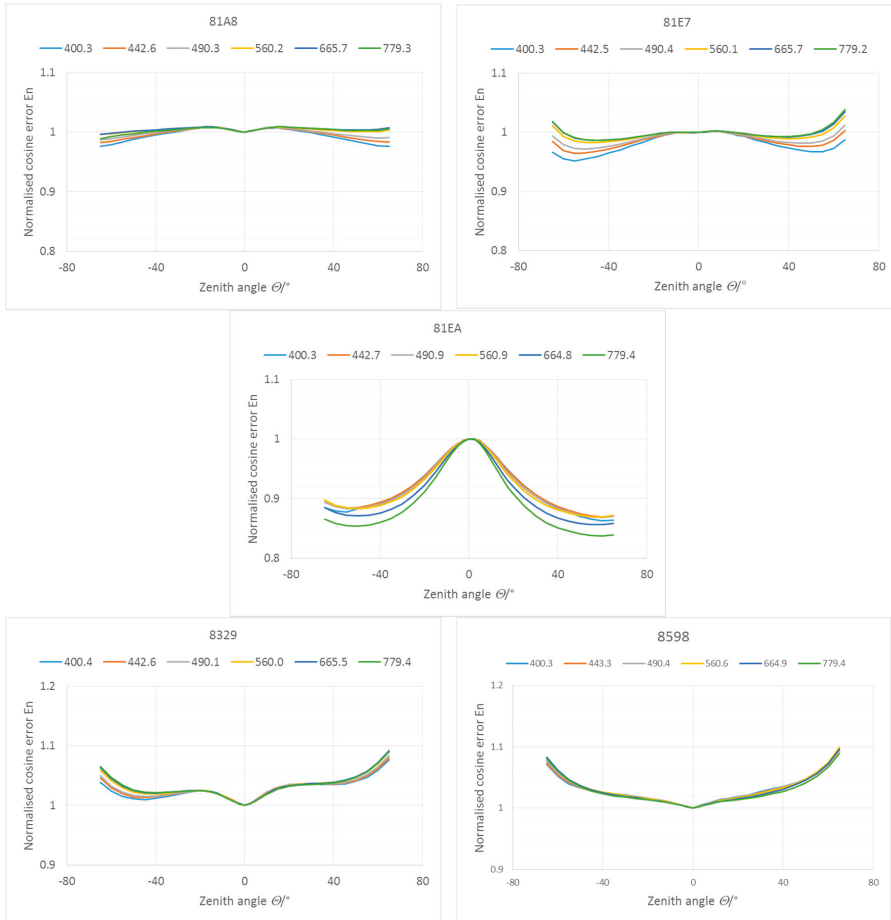 81A8
400.3 442.6 490.3 560.2 665.7 779.3
Normalised cosine error En
1.1
1
0.9
0.8
-80 -40 0 40 80
Zenith angle Θ/°
81E7
400.3 442.5 490.4 560.1 665.7 779.2
Normalised cosine error En
1.1
1
0.9
0.8
-80 -40 0 40 80
Zenith angle Θ/°
81EA
400.3 442.7 490.9 560.9 664.8 779.4
Normalised cosine error En
1.1
1
0.9
0.8
-80 -40 0 40 80
Zenith angle Θ/°
8329
400.4 442.6 490.1 560.0 665.5 779.4
Normalised cosine error En
1.2
1.1
1
0.9
-80 -40 0 40 80
Zenith angle Θ/°
8598
400.3 443.3 490.4 560.6 664.9 779.4
Normalised cosine error En
1.2
1.1
1
0.9
-80 -40 0 40 80
Zenith angle Θ/°